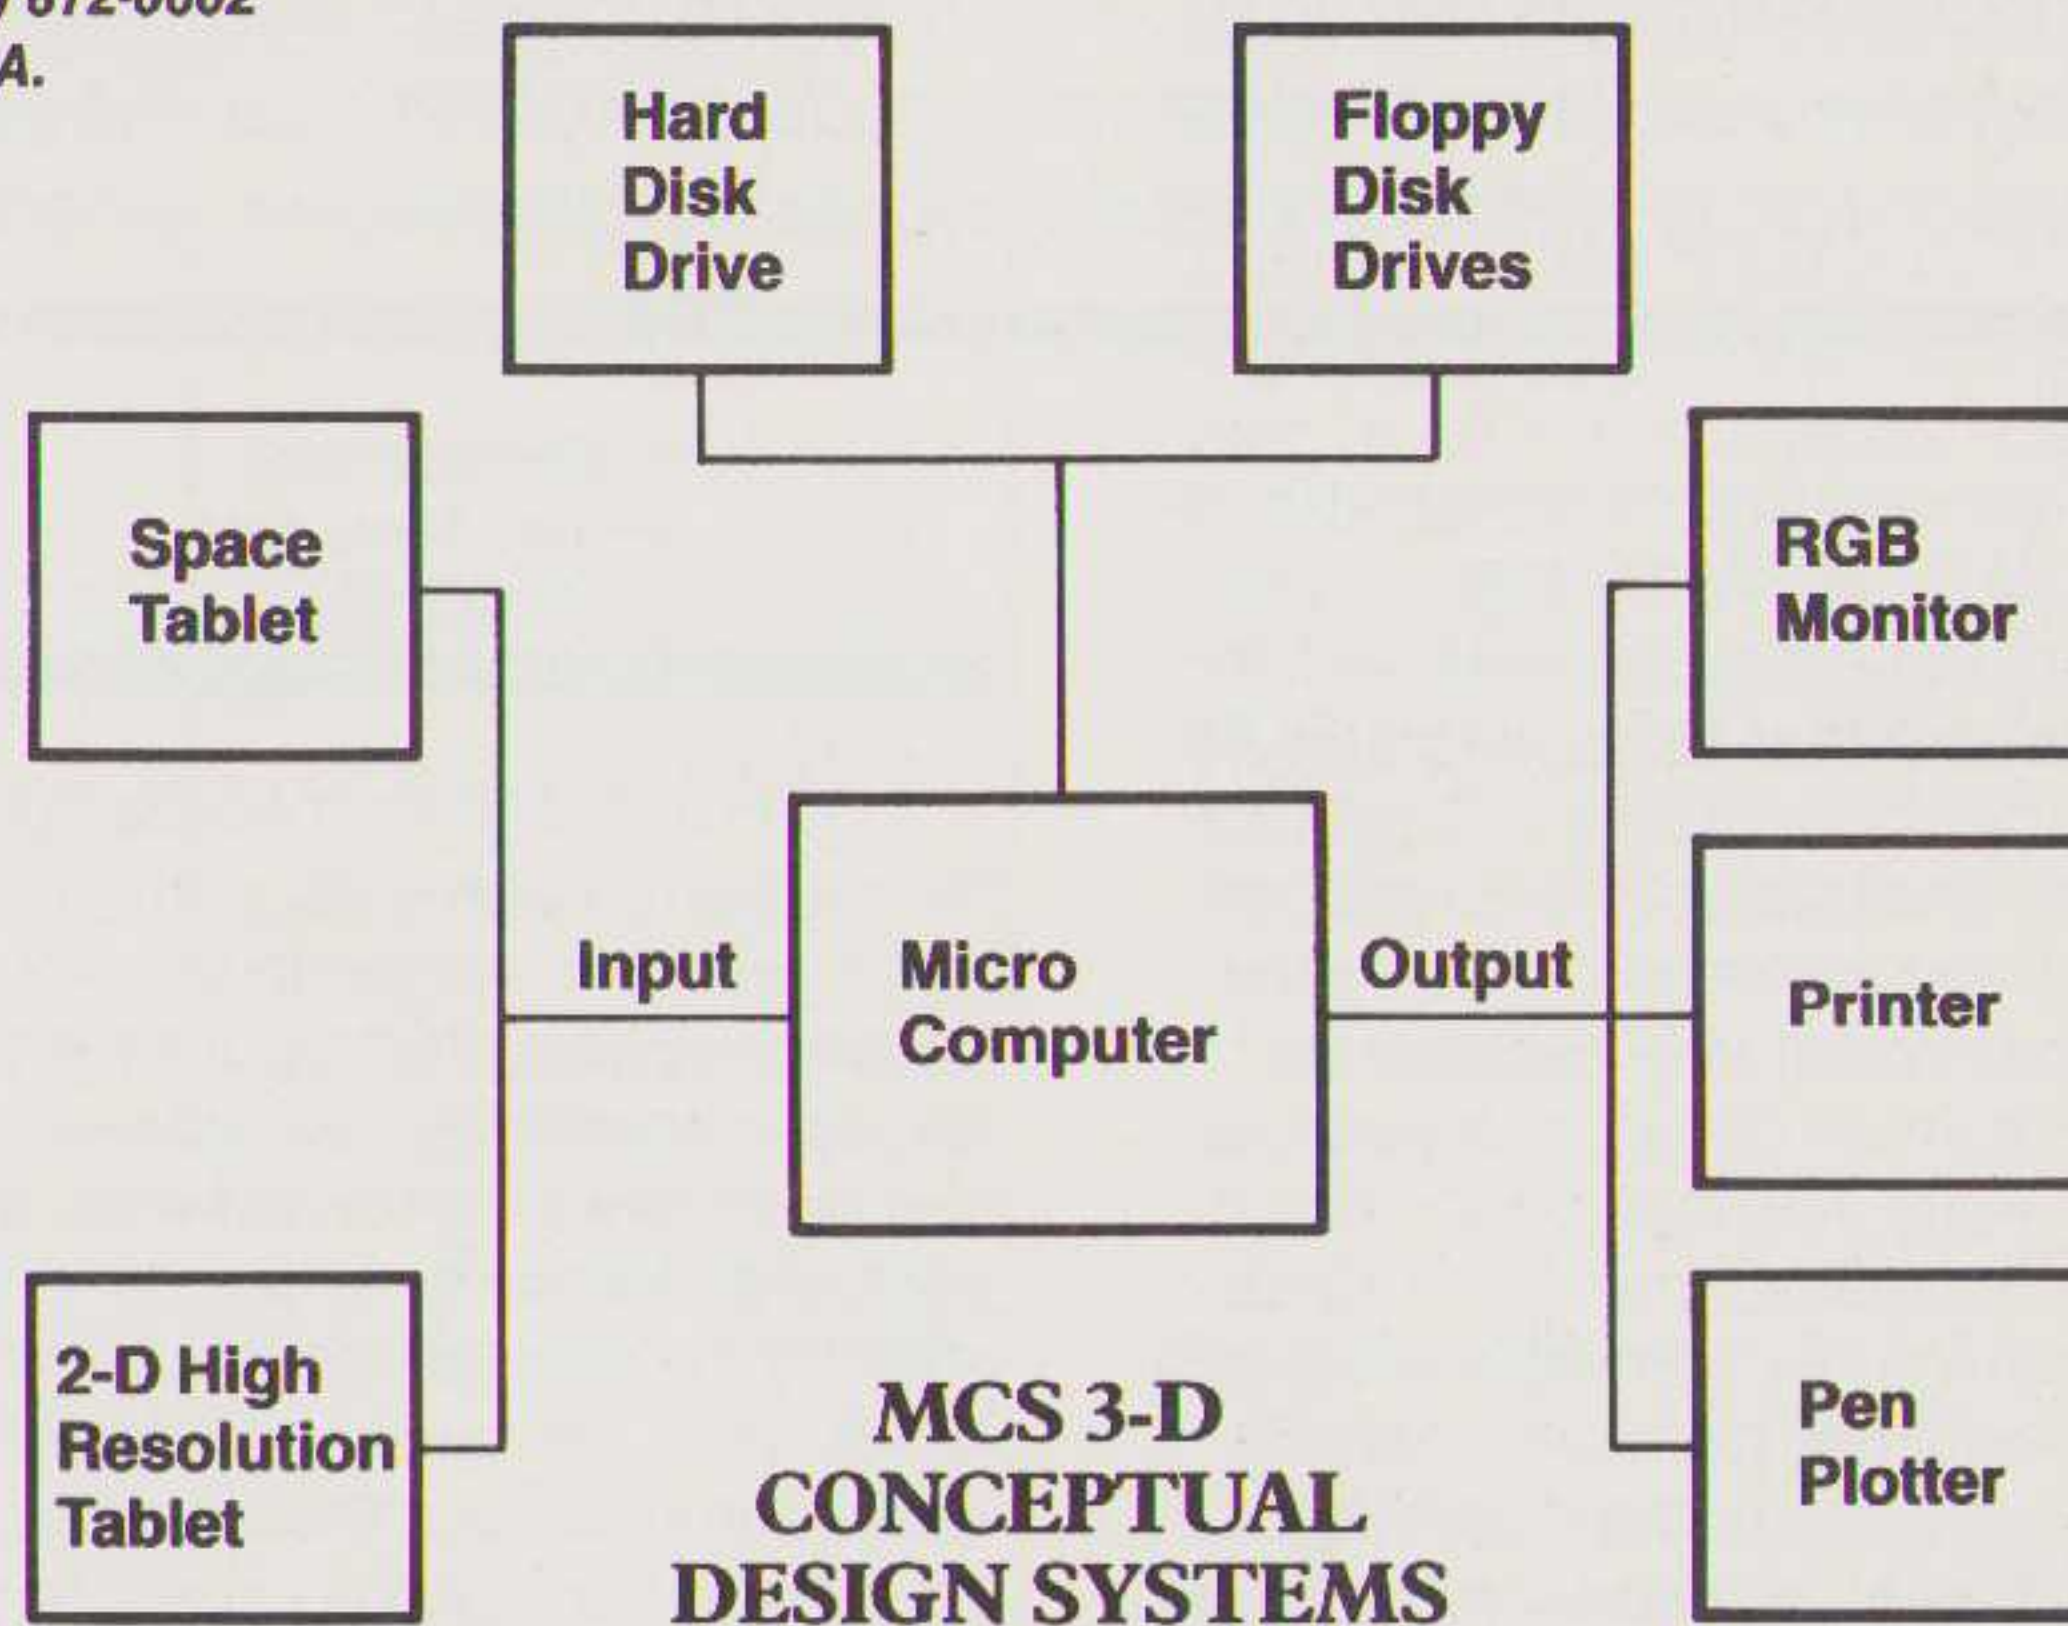 A.
Hard
Disk
Drive
Floppy
Disk
Drives
Space
Tablet
RGB
Monitor
Input
Micro
Computer
Output
Printer
2-D High
Resolution
Tablet
Pen
Plotter
MCS 3-D
CONCEPTUAL
DESIGN SYSTEMS